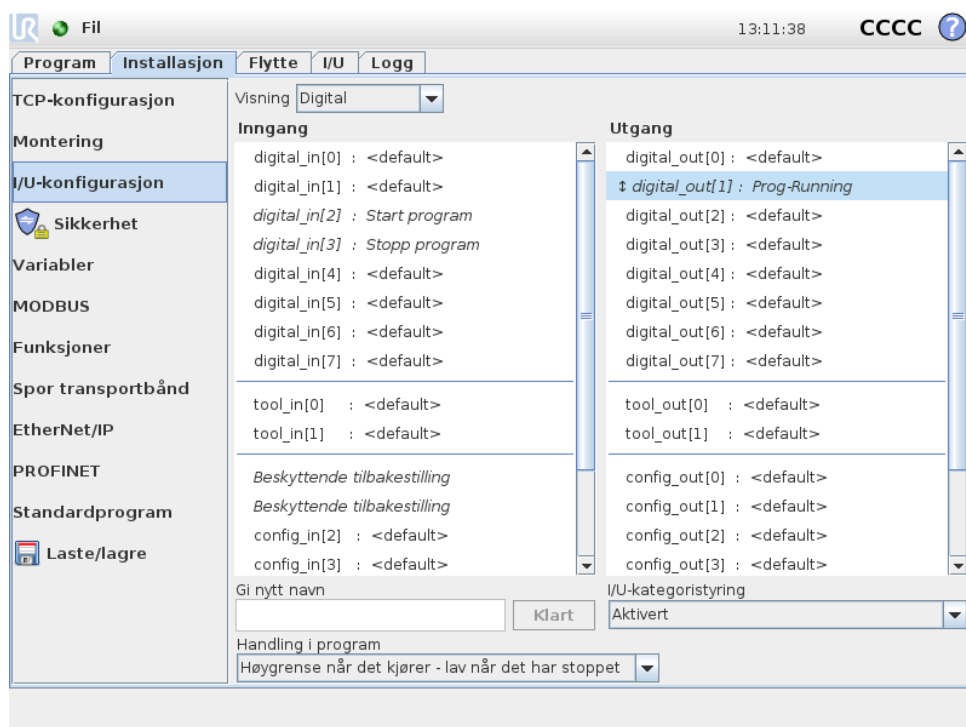 UR Fil 13:11:38 CCCC ?
Program Installasjon Flytte I/U Logg
TCP-konfigurasjon
Montering
I/U-konfigurasjon
Sikkerhet
Variabler
MODBUS
Funksjoner
Spor transportbånd
EtherNet/IP
PROFINET
Standardprogram
Laste/lagre
Visning Digital
Inngang
digital_in[0] : <default>
digital_in[1] : <default>
digital_in[2] : Start program
digital_in[3] : Stopp program
digital_in[4] : <default>
digital_in[5] : <default>
digital_in[6] : <default>
digital_in[7] : <default>
tool_in[0] : <default>
tool_in[1] : <default>
Beskyttende tilbakestilling
Beskyttende tilbakestilling
config_in[2] : <default>
config_in[3] : <default>
Utgang
digital_out[0] : <default>
↕ digital_out[1] : Prog-Running
digital_out[2] : <default>
digital_out[3] : <default>
digital_out[4] : <default>
digital_out[5] : <default>
digital_out[6] : <default>
digital_out[7] : <default>
tool_out[0] : <default>
tool_out[1] : <default>
config_out[0] : <default>
config_out[1] : <default>
config_out[2] : <default>
config_out[3] : <default>
Gi nytt navn
Klart
I/U-kategoristyring
Aktivert
Handling i program
Høygrense når det kjører - lav når det har stoppet